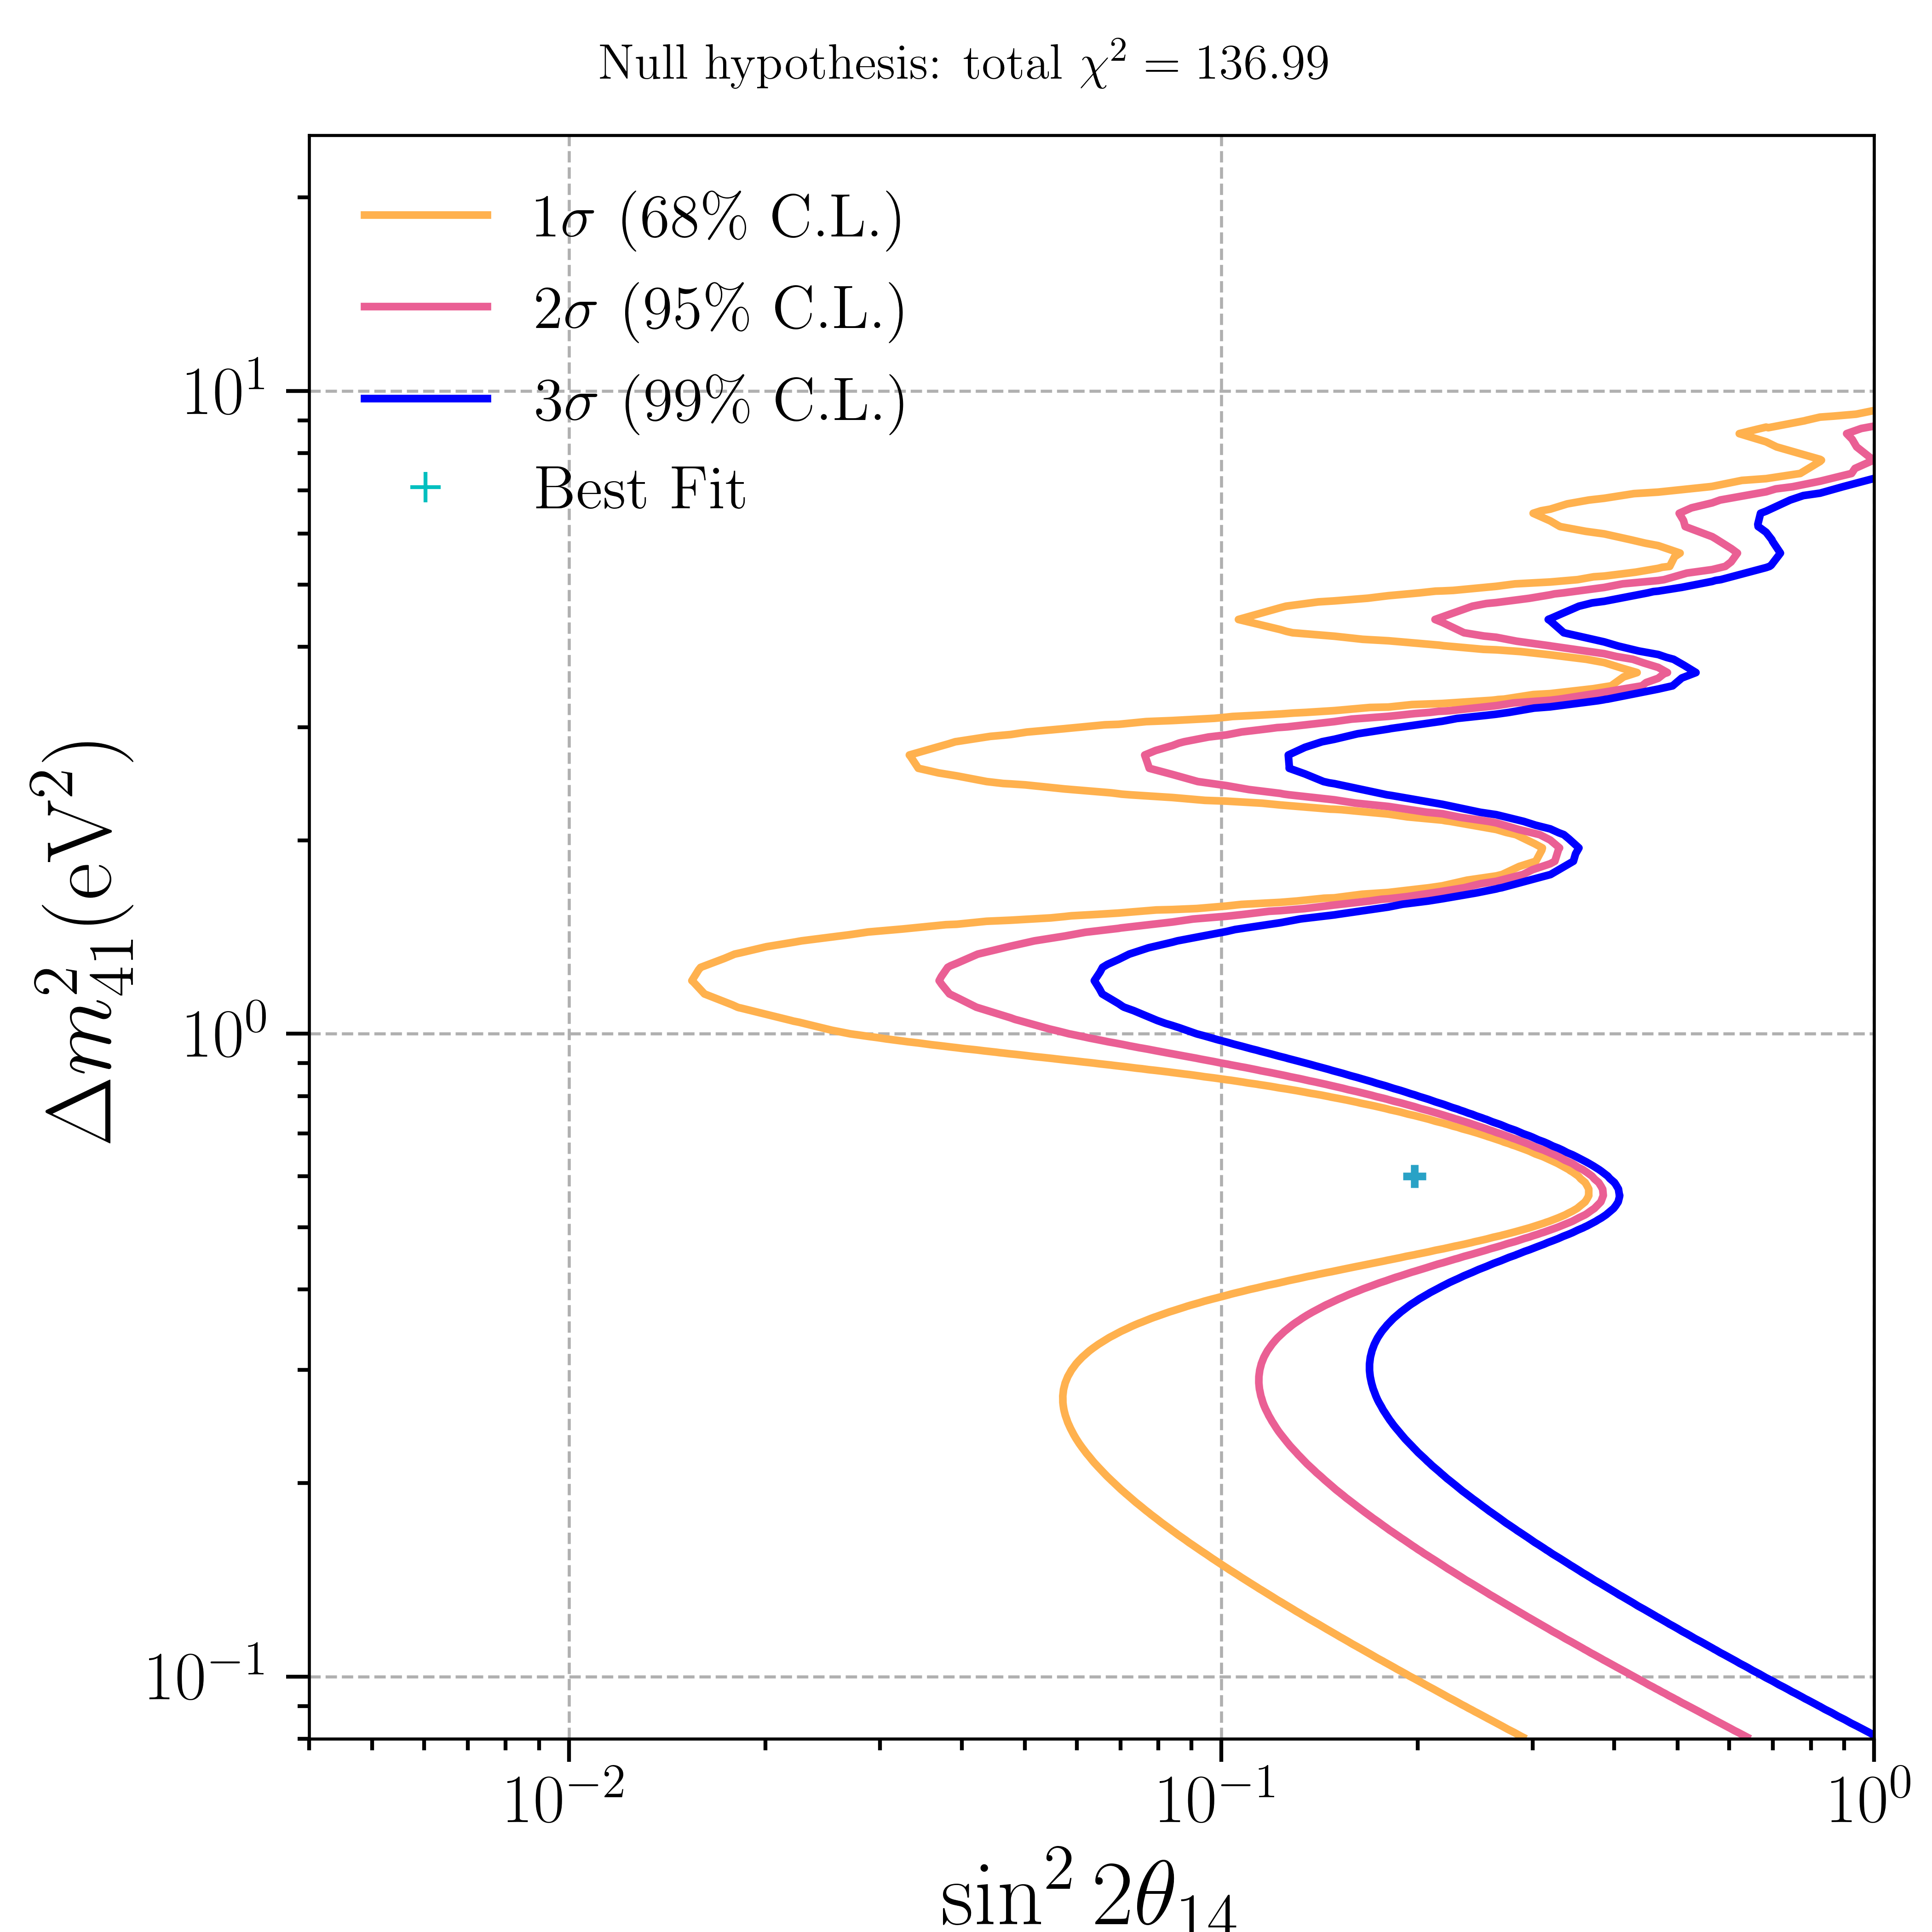 Null hypothesis: total χ² = 136.99
1σ (68% C.L.)
2σ (95% C.L.)
3σ (99% C.L.)
Best Fit
Δm²₄₁(eV²)
10¹
10⁰
10⁻¹
10⁻² 10⁻¹ 10⁰
sin² 2θ₁₄